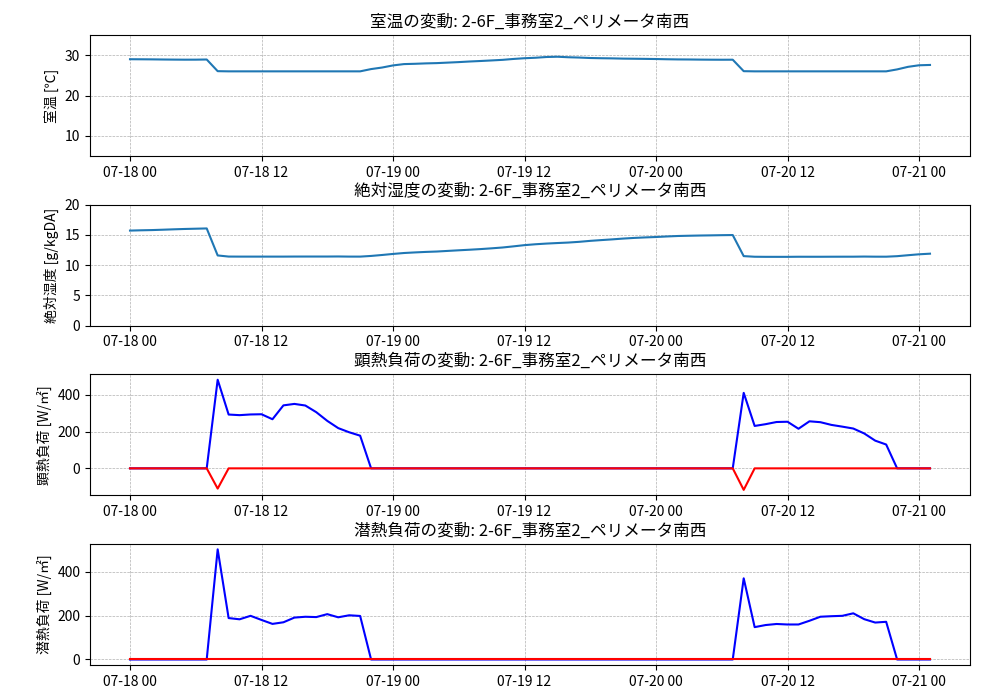 室温の変動: 2-6F_事務室2_ペリメータ南西
30
20
10
室温 [℃]
07-18 00 07-18 12 07-19 00 07-19 12 07-20 00 07-20 12 07-21 00
絶対湿度の変動: 2-6F_事務室2_ペリメータ南西
20
15
10
5
0
絶対湿度 [g/kgDA]
07-18 00 07-18 12 07-19 00 07-19 12 07-20 00 07-20 12 07-21 00
顕熱負荷の変動: 2-6F_事務室2_ペリメータ南西
400
200
0
顕熱負荷 [W/㎡]
07-18 00 07-18 12 07-19 00 07-19 12 07-20 00 07-20 12 07-21 00
潜熱負荷の変動: 2-6F_事務室2_ペリメータ南西
400
200
0
潜熱負荷 [W/㎡]
07-18 00 07-18 12 07-19 00 07-19 12 07-20 00 07-20 12 07-21 00